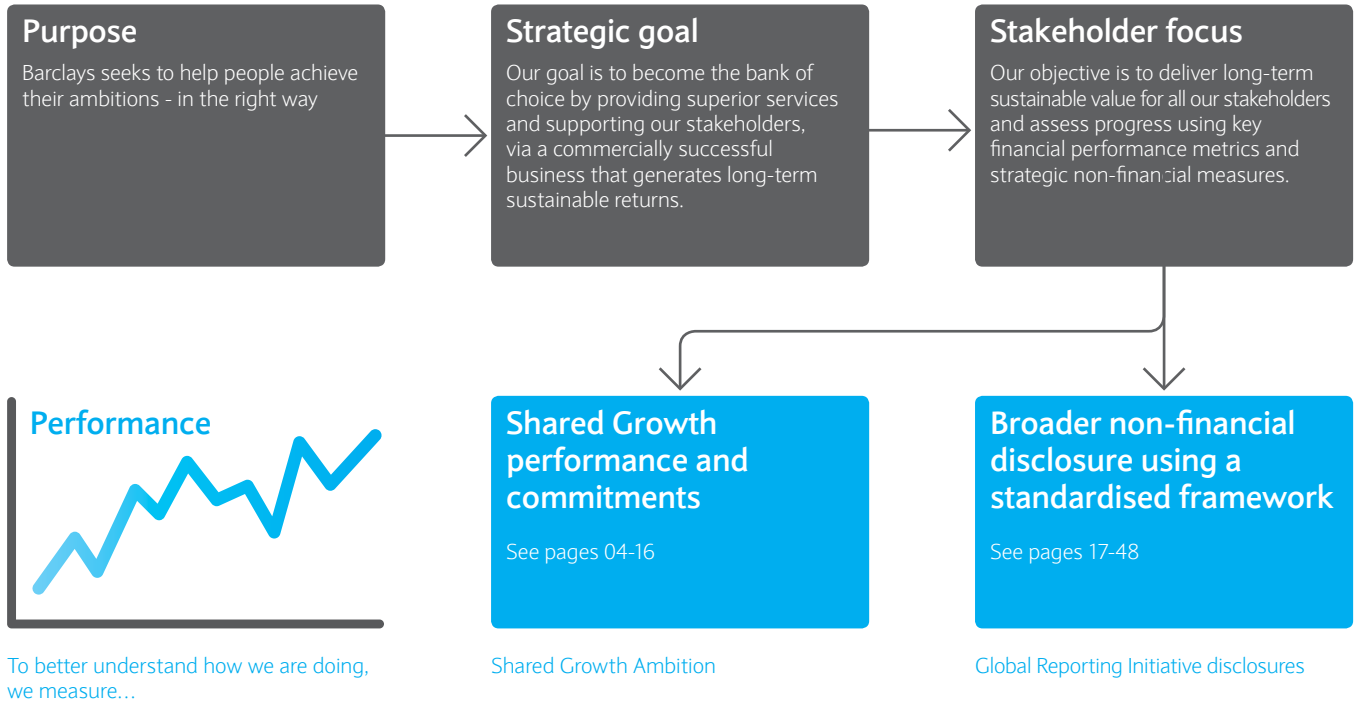 Purpose
Barclays seeks to help people achieve
their ambitions - in the right way
Strategic goal
Our goal is to become the bank of
choice by providing superior services
and supporting our stakeholders,
via a commercially successful
business that generates long-term
sustainable returns.
Stakeholder focus
Our objective is to deliver long-term
sustainable value for all our stakeholders
and assess progress using key
financial performance metrics and
strategic non-financial measures.
Performance
To better understand how we are doing,
we measure…
Shared Growth
performance and
commitments
See pages 04-16
Shared Growth Ambition
Broader non-financial
disclosure using a
standardised framework
See pages 17-48
Global Reporting Initiative disclosures